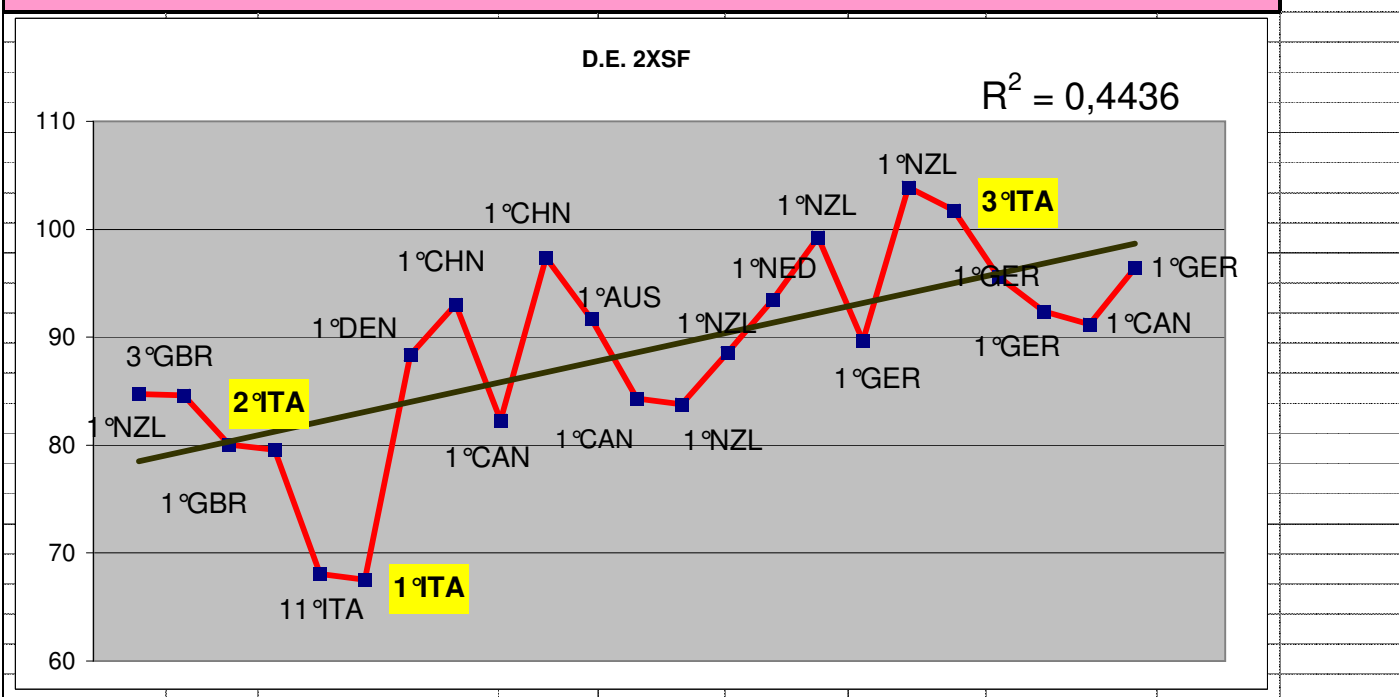 D.E. 2XSF
R² = 0,4436
110
100
90
80
70
60
1°NZL
3°GBR
1°GBR
2°ITA
11°ITA
1°ITA
1°DEN
1°CHN
1°CAN
1°CHN
1°AUS
1°CAN
1°NZL
1°NZL
1°NED
1°NZL
1°GER
1°NZL
3°ITA
1°GER
1°GER
1°CAN
1°GER